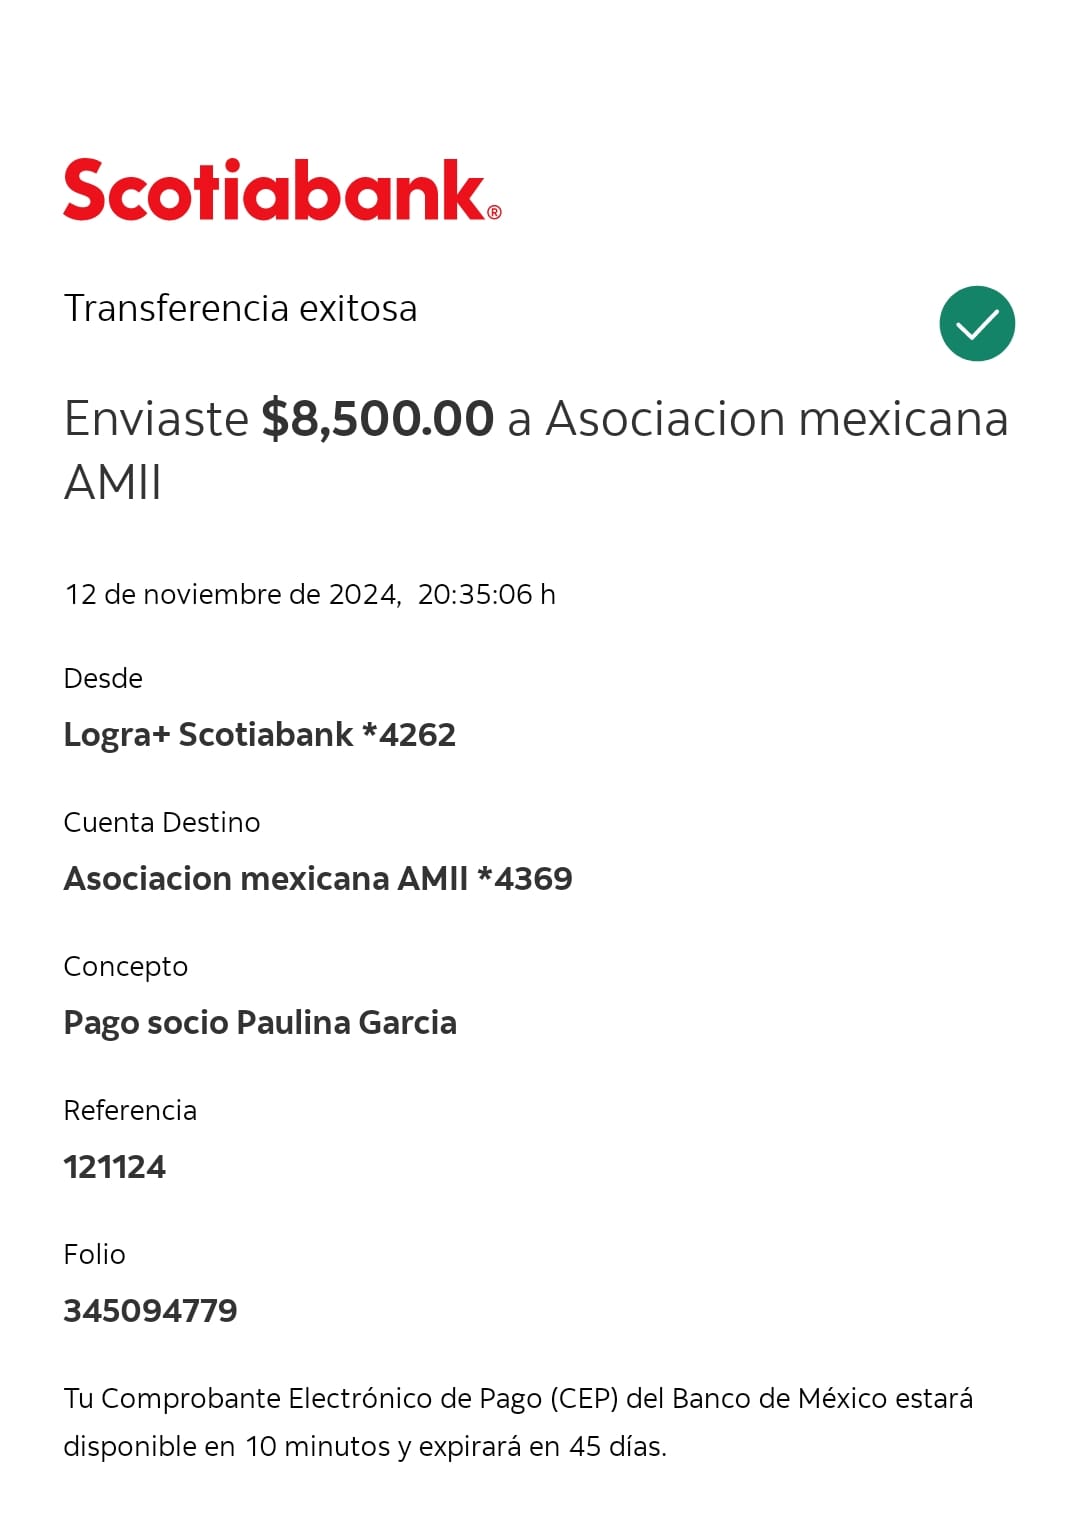 Scotiabank®
Transferencia exitosa
Enviaste $8,500.00 a Asociacion mexicana
AMII
12 de noviembre de 2024, 20:35:06 h
Desde
Logra+ Scotiabank *4262
Cuenta Destino
Asociacion mexicana AMII *4369
Concepto
Pago socio Paulina Garcia
Referencia
121124
Folio
345094779
Tu Comprobante Electrónico de Pago (CEP) del Banco de México estará
disponible en 10 minutos y expirará en 45 días.